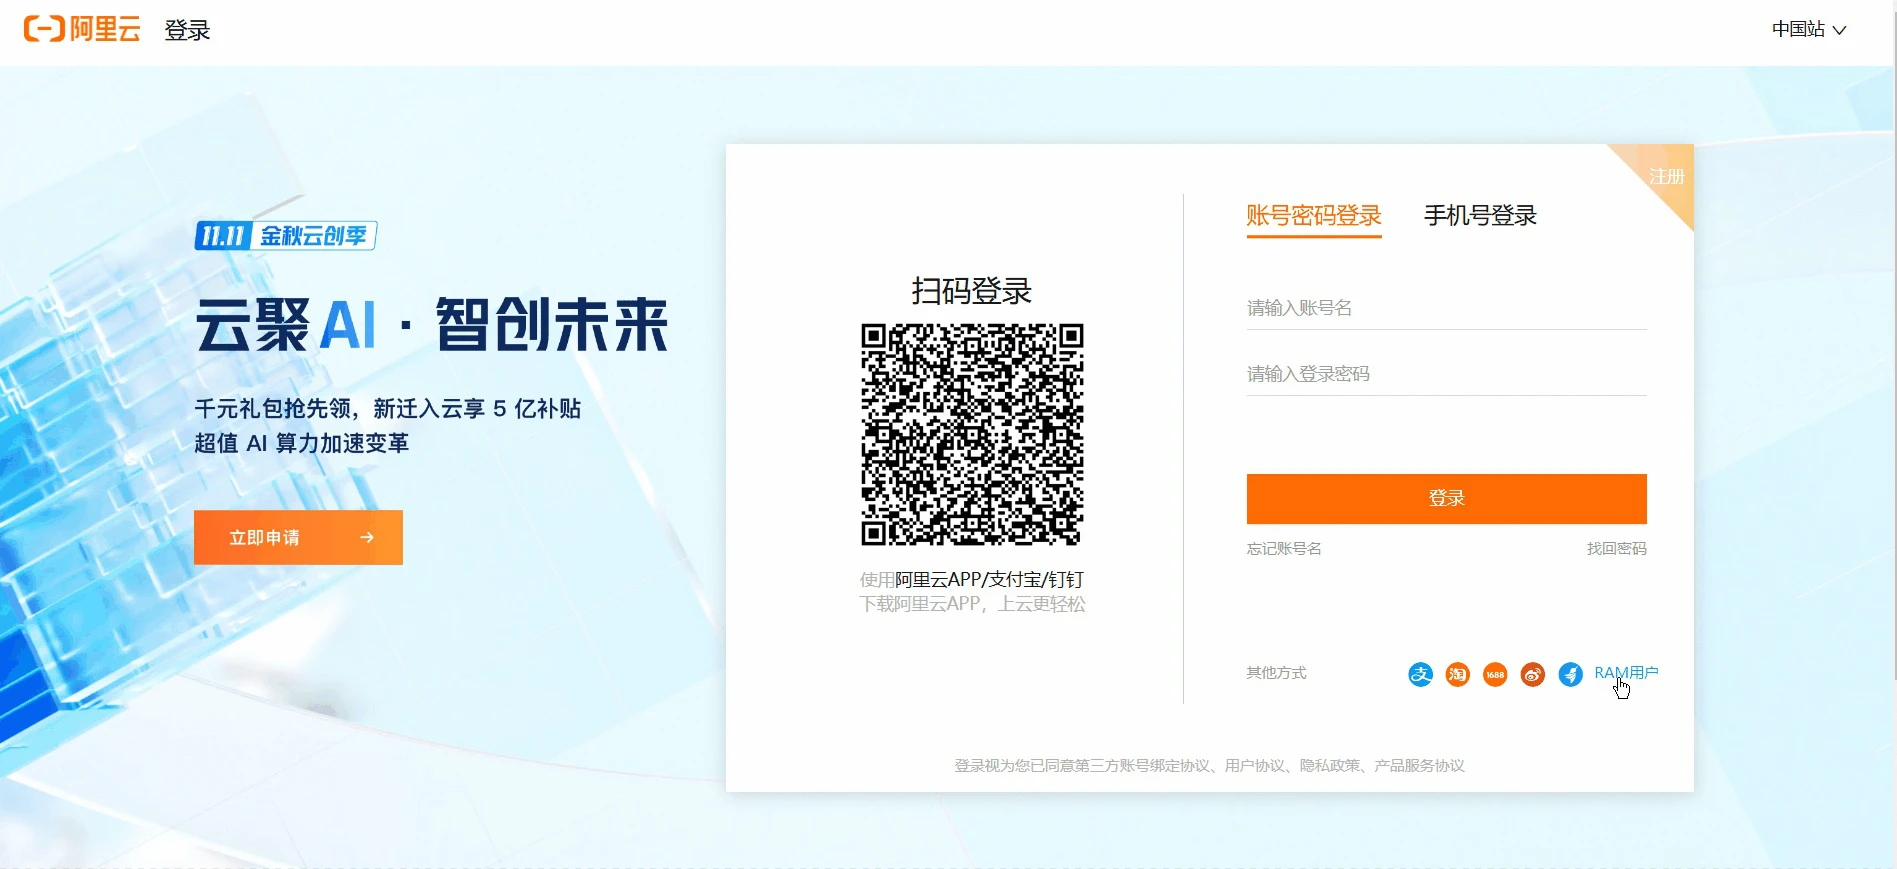 阿里云 登录
中国站
11.11 金秋云创季
云聚AI·智创未来
千元礼包抢先领，新迁入云享 5 亿补贴
超值 AI 算力加速变革
立即申请 →
扫码登录
使用阿里云APP/支付宝/钉钉
下载阿里云APP，上云更轻松
注册
账号密码登录 手机号登录
请输入账号名
请输入登录密码
登录
忘记账号名 找回密码
其他方式 支 淘 1688 RAM用户
登录视为您已同意第三方账号绑定协议、用户协议、隐私政策、产品服务协议